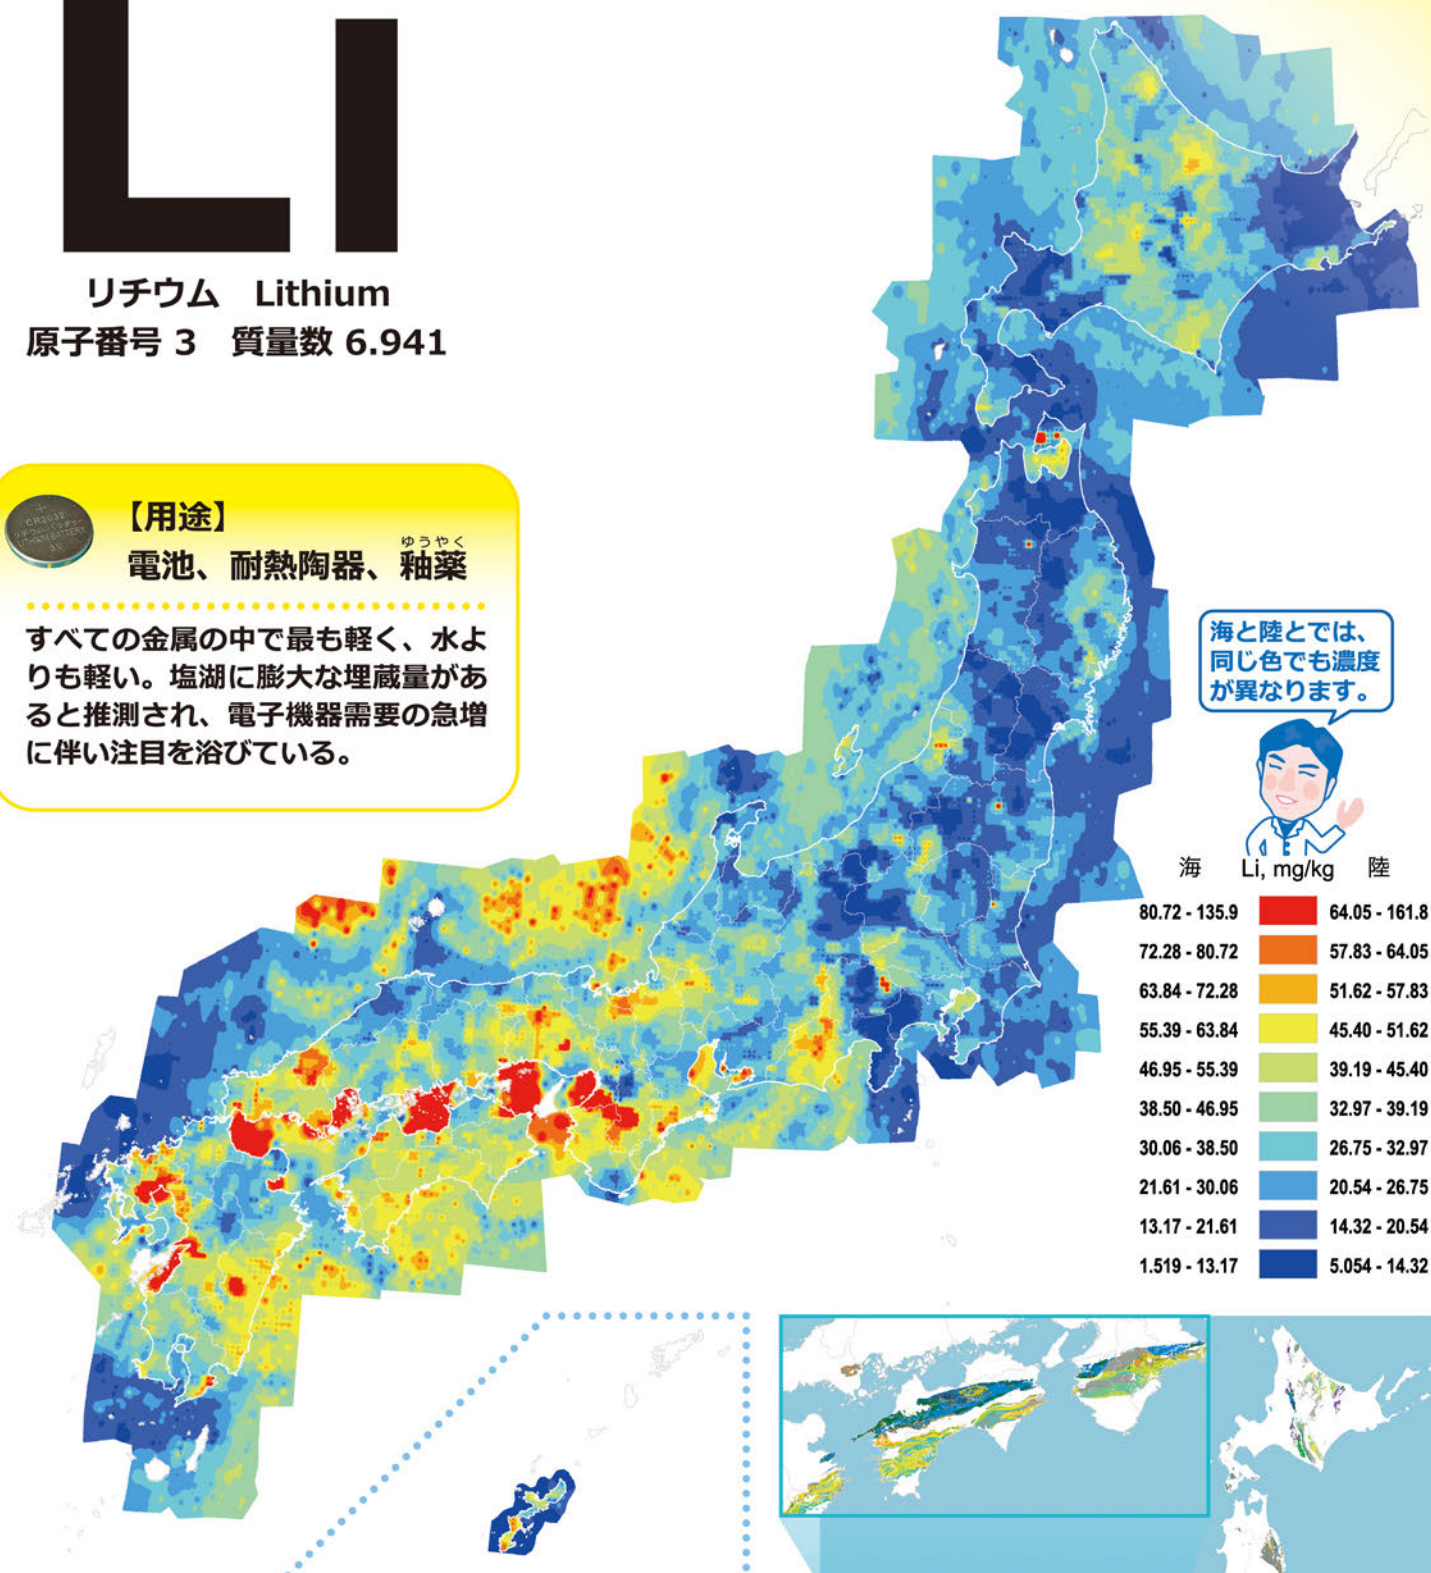 Li
リチウム Lithium
原子番号 3 質量数 6.941
CR2032
LITHIUM BATTERY
3V
【用途】
ゆうやく
電池、耐熱陶器、釉薬
すべての金属の中で最も軽く、水よ
りも軽い。塩湖に膨大な埋蔵量があ
ると推測され、電子機器需要の急増
に伴い注目を浴びている。
海と陸とでは、
同じ色でも濃度
が異なります。
海 Li, mg/kg 陸
80.72 - 135.9 64.05 - 161.8
72.28 - 80.72 57.83 - 64.05
63.84 - 72.28 51.62 - 57.83
55.39 - 63.84 45.40 - 51.62
46.95 - 55.39 39.19 - 45.40
38.50 - 46.95 32.97 - 39.19
30.06 - 38.50 26.75 - 32.97
21.61 - 30.06 20.54 - 26.75
13.17 - 21.61 14.32 - 20.54
1.519 - 13.17 5.054 - 14.32